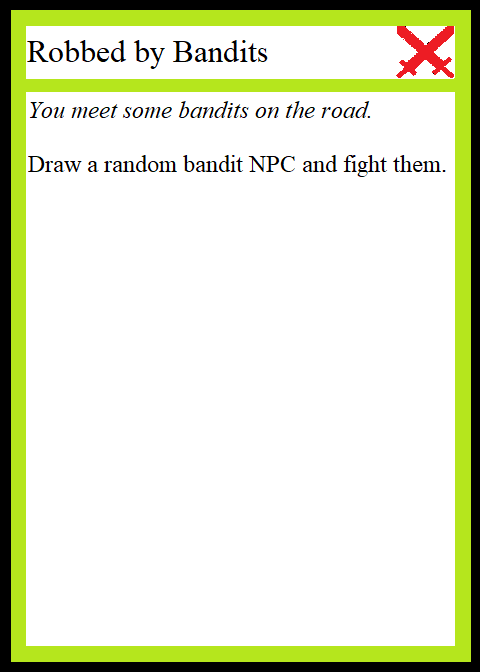 Robbed by Bandits
You meet some bandits on the road.
Draw a random bandit NPC and fight them.